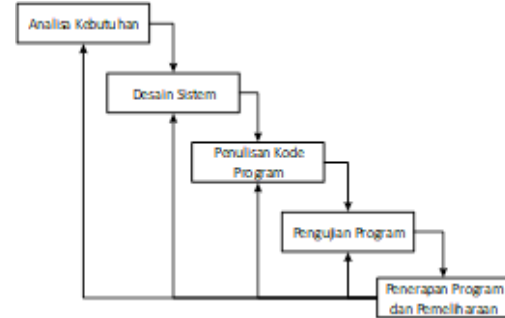 Analisa Kebutuhan
Desain Sistem
Penulisan Kode
Program
Pengujian Program
Penerapan Program
dan Pemeliharaan